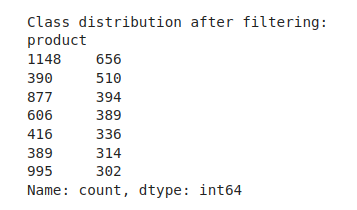 Class distribution after filtering:
product
1148    656
390     510
877     394
606     389
416     336
389     314
995     302
Name: count, dtype: int64